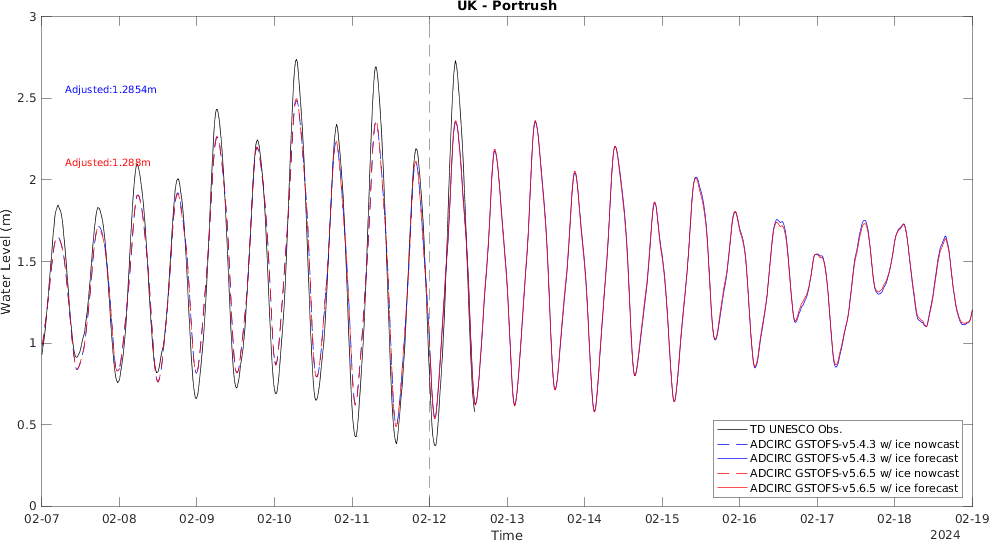 UK - Portrush
3
2.5
2
1.5
1
0.5
0
Water Level (m)
Adjusted:1.2854m
Adjusted:1.288m
TD UNESCO Obs.
ADCIRC GSTOFS-v5.4.3 w/ ice nowcast
ADCIRC GSTOFS-v5.4.3 w/ ice forecast
ADCIRC GSTOFS-v5.6.5 w/ ice nowcast
ADCIRC GSTOFS-v5.6.5 w/ ice forecast
02-07 02-08 02-09 02-10 02-11 02-12 02-13 02-14 02-15 02-16 02-17 02-18 02-19
Time
2024